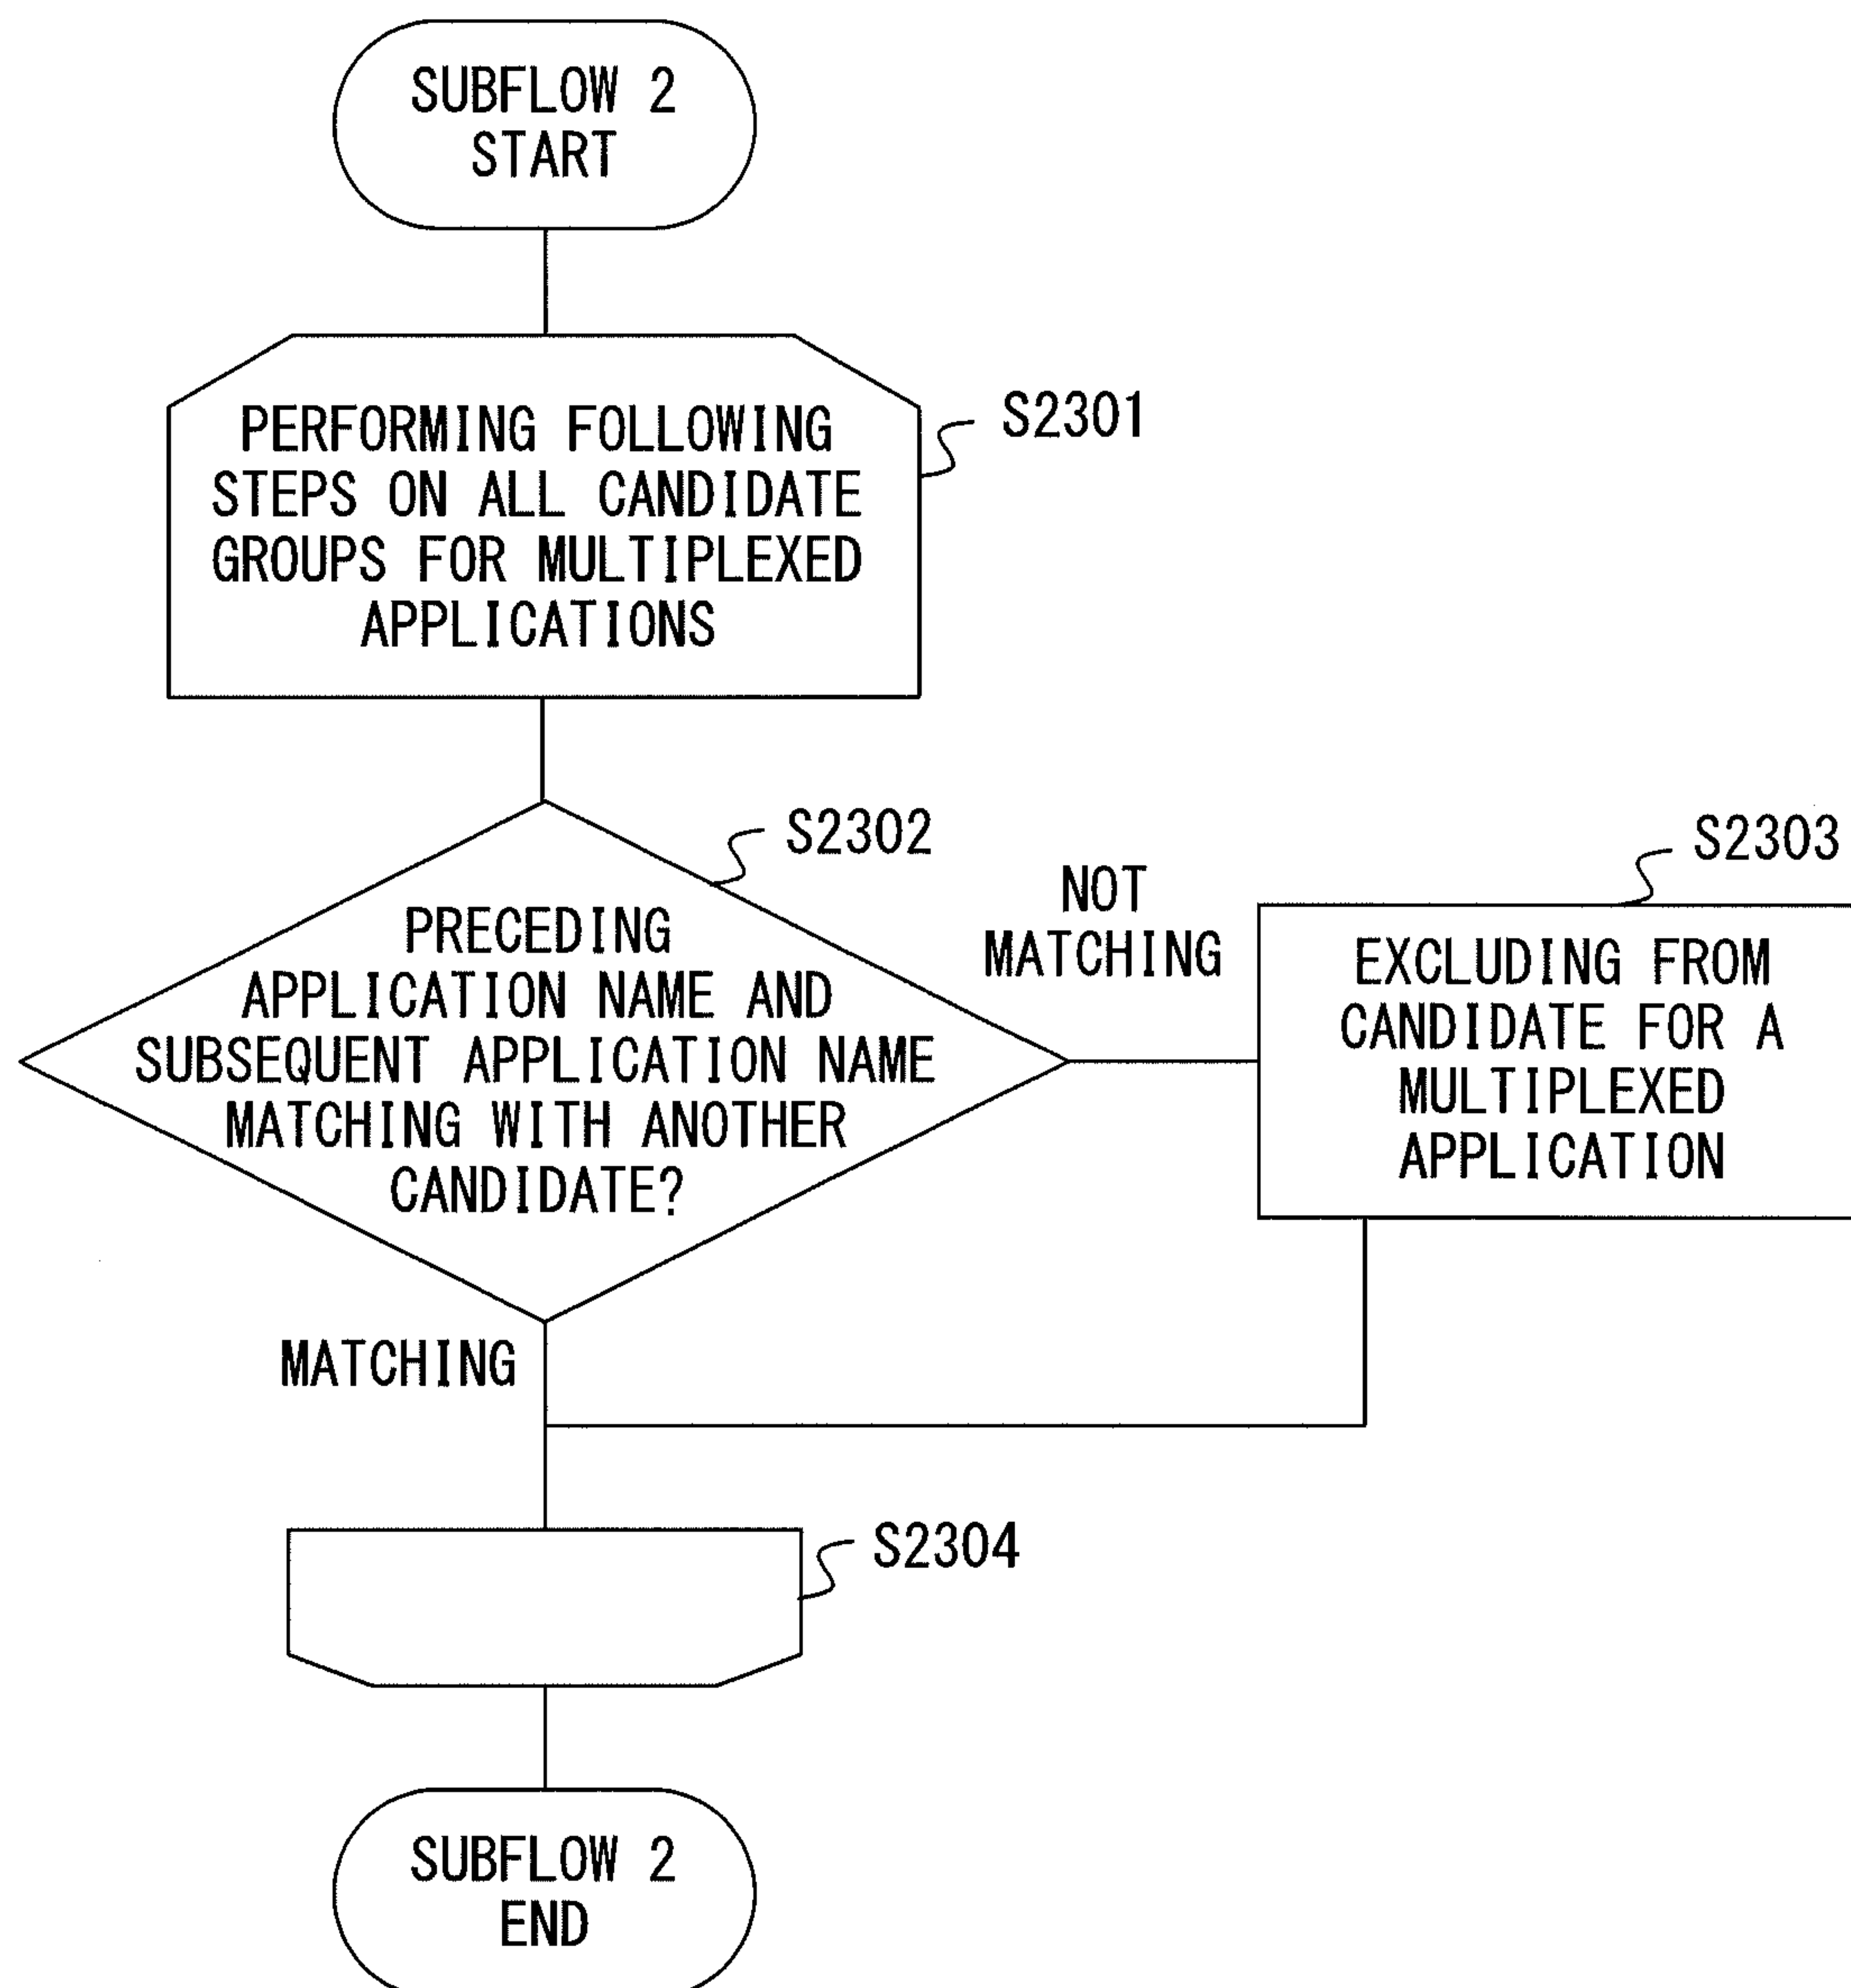 SUBFLOW 2
START
PERFORMING FOLLOWING
STEPS ON ALL CANDIDATE
GROUPS FOR MULTIPLEXED
APPLICATIONS
S2301
PRECEDING
APPLICATION NAME AND
SUBSEQUENT APPLICATION NAME
MATCHING WITH ANOTHER
CANDIDATE?
S2302
NOT
MATCHING
S2303
EXCLUDING FROM
CANDIDATE FOR A
MULTIPLEXED
APPLICATION
MATCHING
S2304
SUBFLOW 2
END